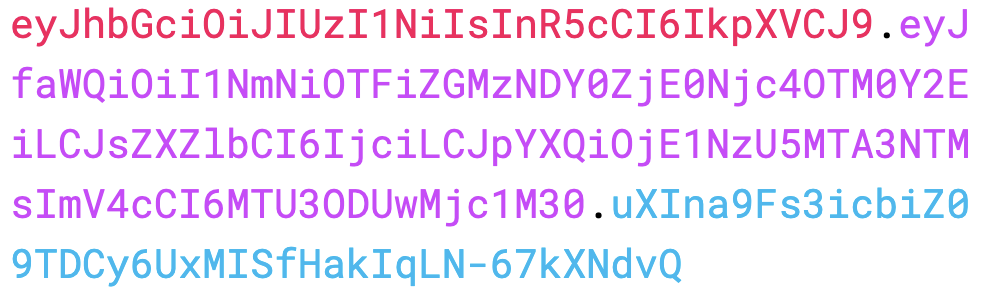 eyJhbGciOiJIUzI1NiIsInR5cCI6IkpXVCJ9.eyJ
faWQiOiI1NmNiOTFiZGMzNDY0ZjE0Njc4OTM0Y2E
iLCJsZXZlbCI6IjciLCJpYXQiOjE1NzU5MTA3NTM
sImV4cCI6MTU3ODUwMjc1M30.uXIna9Fs3icbiZ0
9TDCy6UxMISfHakIqLN-67kXNdvQ